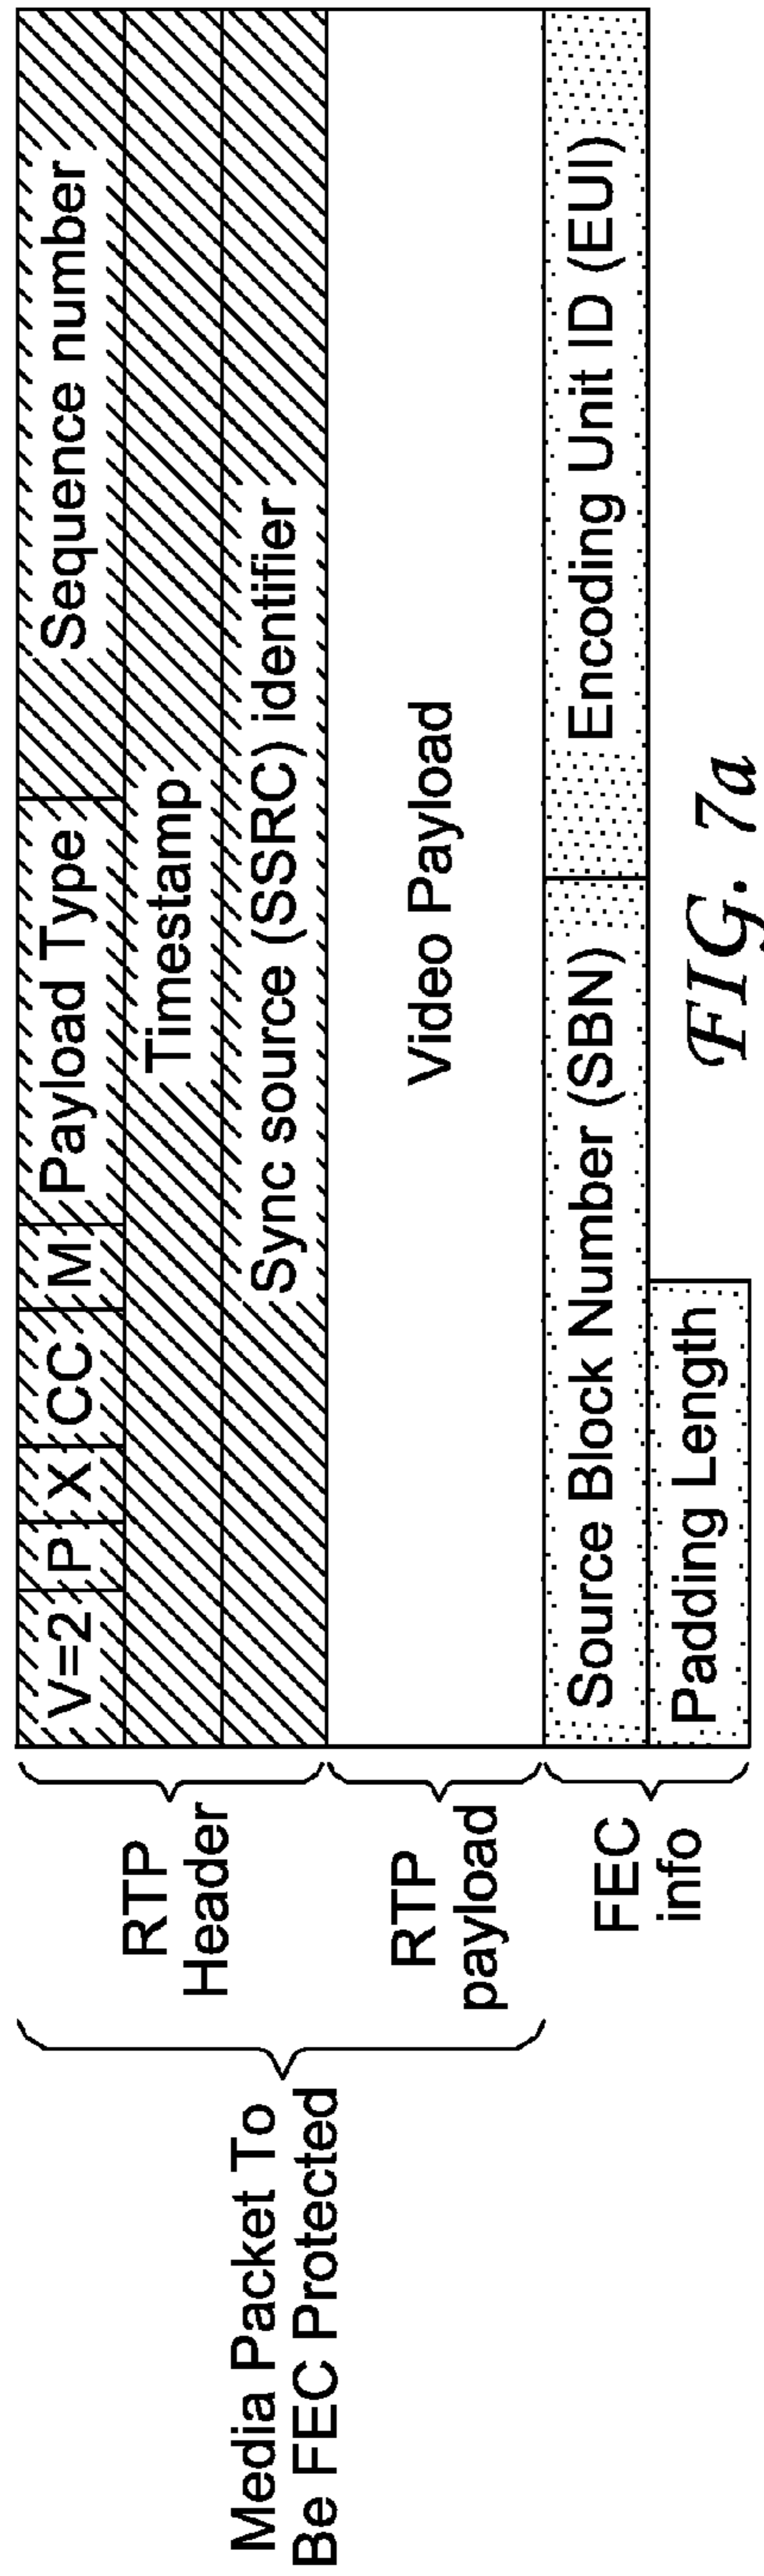 Media Packet To
Be FEC Protected
RTP
Header
RTP
payload
FEC
info
V=2 P X CC M Payload Type Sequence number
Timestamp
Sync source (SSRC) identifier
Video Payload
Source Block Number (SBN) Encoding Unit ID (EUI)
Padding Length
FIG. 7a